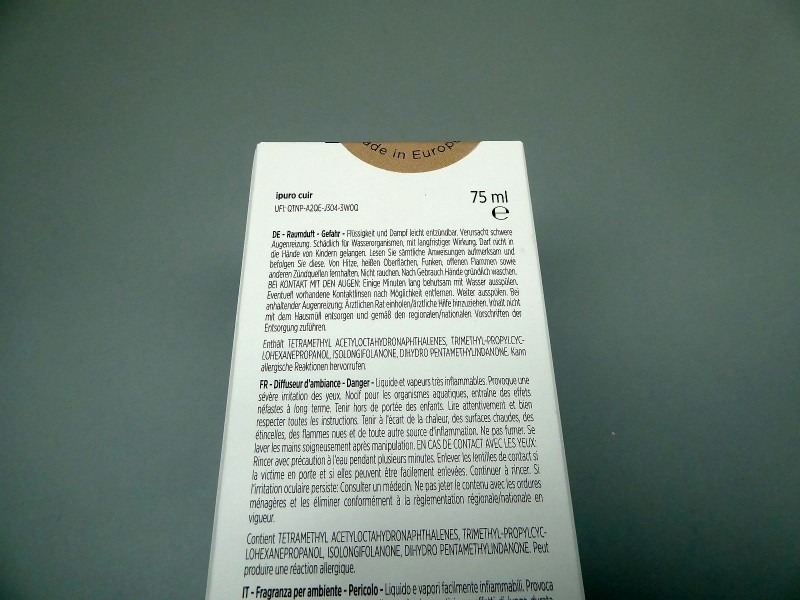 ade in Europe
ipuro cuir
75 ml
UFI: QTNP-A2QE-J304-3W0Q
e
DE - Raumduft - Gefahr - Flüssigkeit und Dampf leicht entzündbar. Verursacht schwere
Augenreizung. Schädlich für Wasserorganismen, mit langfristiger Wirkung. Darf nicht in
die Hände von Kindern gelangen. Lesen Sie sämtliche Anweisungen aufmerksam und
befolgen Sie diese. Von Hitze, heißen Oberflächen, Funken, offenen Flammen sowie
anderen Zündquellen fernhalten. Nicht rauchen. Nach Gebrauch Hände gründlich waschen.
BEI KONTAKT MIT DEN AUGEN: Einige Minuten lang behutsam mit Wasser ausspülen.
Eventuell vorhandene Kontaktlinsen nach Möglichkeit entfernen. Weiter ausspülen. Bei
anhaltender Augenreizung: Ärztlichen Rat einholen/ärztliche Hilfe hinzuziehen. Inhalt nicht
mit dem Hausmüll entsorgen und gemäß den regionalen/nationalen Vorschriften der
Entsorgung zuführen.
Enthält TETRAMETHYL ACETYLOCTAHYDRONAPHTHALENES, TRIMETHYL-PROPYLCYC-
LOHEXANEPROPANOL, ISOLONGIFOLANONE, DIHYDRO PENTAMETHYLINDANONE. Kann
allergische Reaktionen hervorrufen.
FR - Diffuseur d'ambiance - Danger - Liquide et vapeurs très inflammables. Provoque une
sévère irritation des yeux. Nocif pour les organismes aquatiques, entraîne des effets
néfastes à long terme. Tenir hors de portée des enfants. Lire attentivement et bien
respecter toutes les instructions. Tenir à l'écart de la chaleur, des surfaces chaudes, des
étincelles, des flammes nues et de toute autre source d'inflammation. Ne pas fumer. Se
laver les mains soigneusement après manipulation. EN CAS DE CONTACT AVEC LES YEUX:
Rincer avec précaution à l'eau pendant plusieurs minutes. Enlever les lentilles de contact si
la victime en porte et si elles peuvent être facilement enlevées. Continuer à rincer. Si
l'irritation oculaire persiste: Consulter un médecin. Ne pas jeter le contenu avec les ordures
ménagères et les éliminer conformément à la règlementation régionale/nationale en
vigueur.
Contient TETRAMETHYL ACETYLOCTAHYDRONAPHTHALENES, TRIMETHYL-PROPYLCYC-
LOHEXANEPROPANOL, ISOLONGIFOLANONE, DIHYDRO PENTAMETHYLINDANONE. Peut
produire une réaction allergique.
IT - Fragranza per ambiente - Pericolo - Liquido e vapori facilmente infiammabili. Provoca